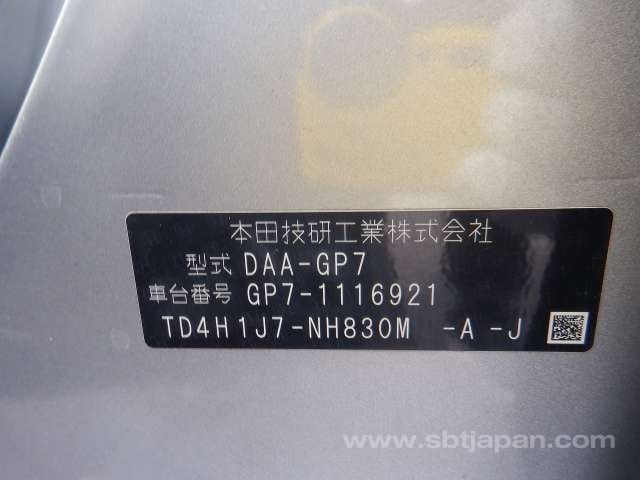 本田技研工業株式会社
型式 DAA-GP7
車台番号 GP7-1116921
TD4H1J7-NH830M -A -J
www.sbtjapan.com